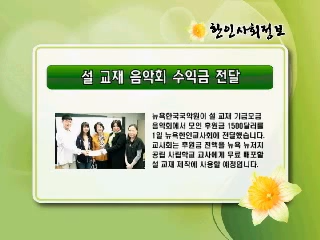 한인사회정보
설 교재 음악회 수익금 전달
뉴욕한국국악원이 설 교재 기금모금
음악회에서 모인 후원금 1500달러를
1일 뉴욕한인교사회에 전달했습니다.
교사회는 후원금 전액을 뉴욕 뉴저지
공립 사립학교 교사에게 무료 배포할
설 교재 제작에 사용할 예정입니다.